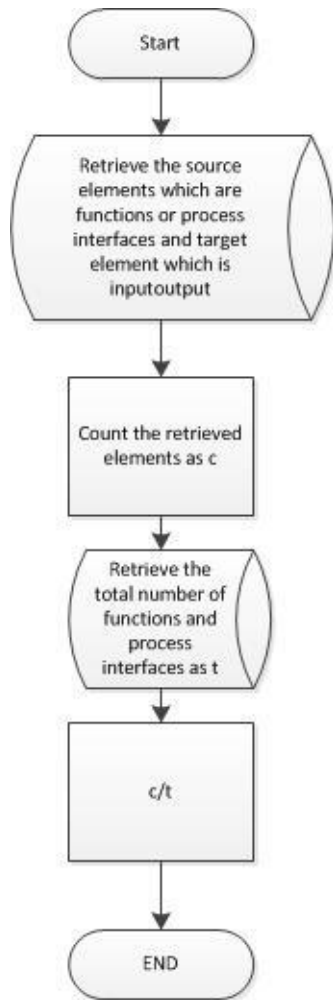 Start
Retrieve the source
elements which are
functions or process
interfaces and target
element which is
inputoutput
Count the retrieved
elements as c
Retrieve the
total number of
functions and
process
interfaces as t
c/t
END